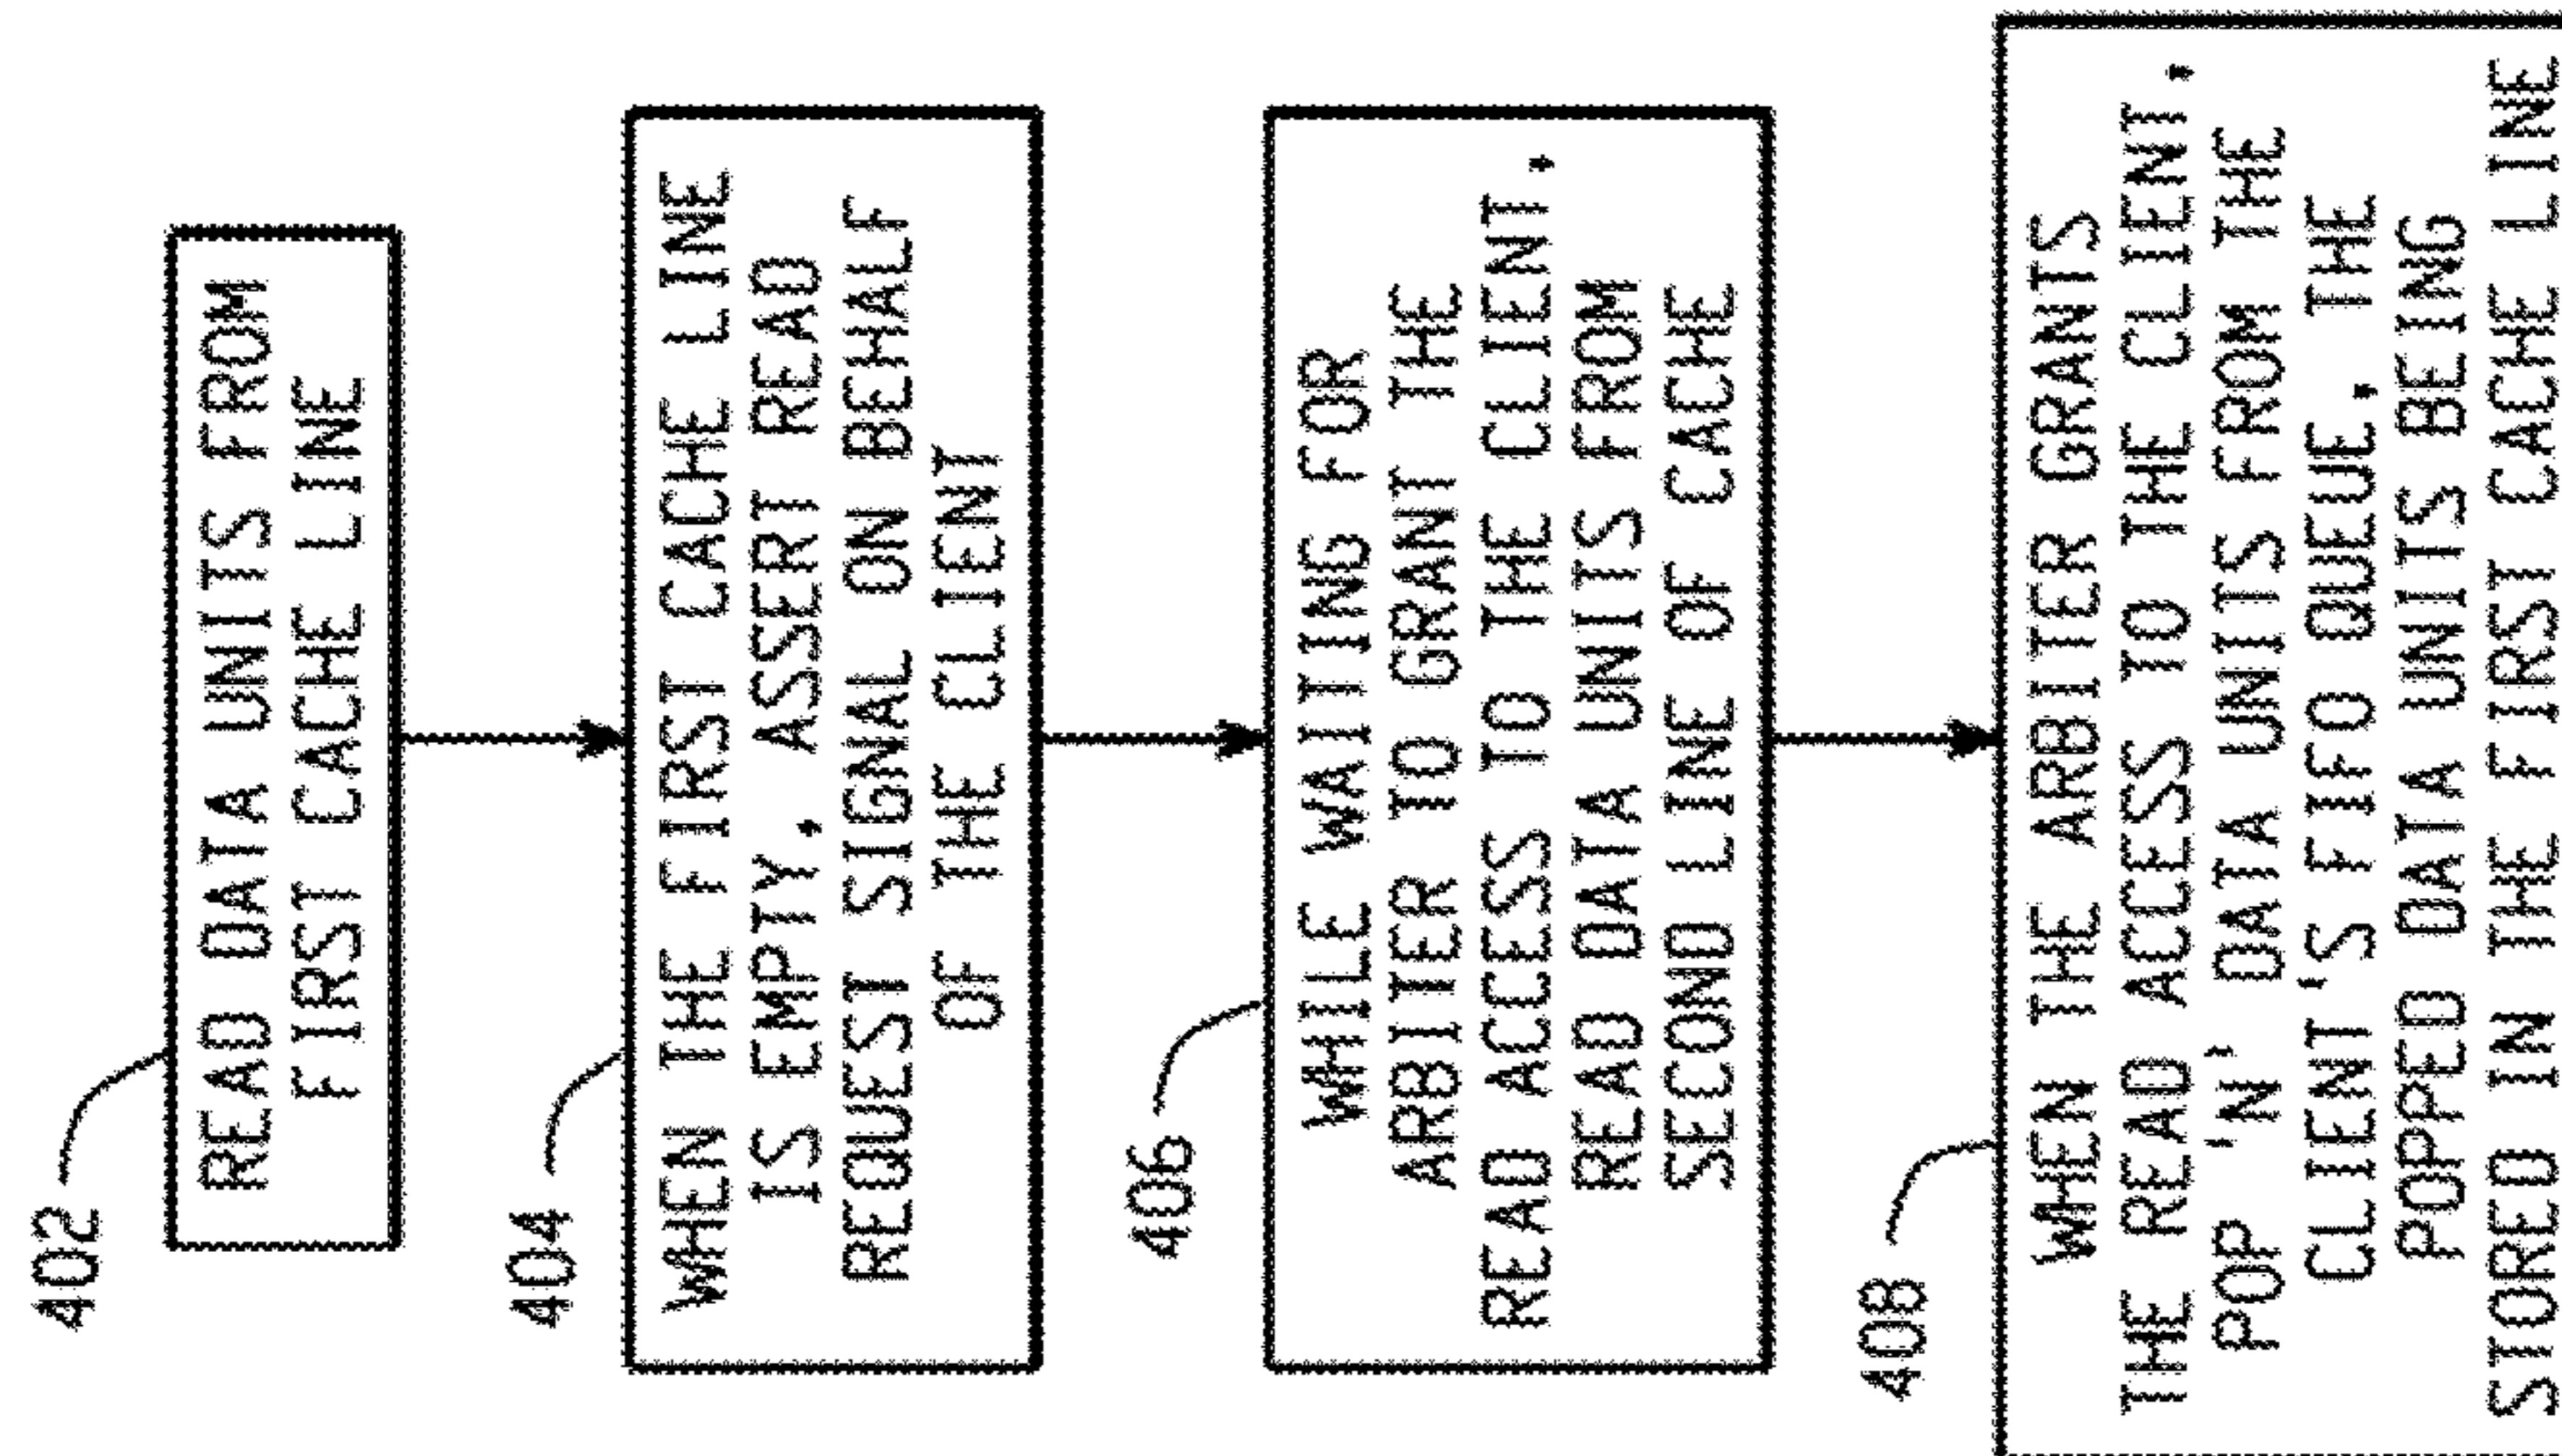 402
READ DATA UNITS FROM
FIRST CACHE LINE
404
WHEN THE FIRST CACHE LINE
IS EMPTY, ASSERT READ
REQUEST SIGNAL ON BEHALF
OF THE CLIENT
406
WHILE WAITING FOR
ARBITER TO GRANT THE
READ ACCESS TO THE CLIENT,
READ DATA UNITS FROM
SECOND LINE OF CACHE
408
WHEN THE ARBITER GRANTS
THE READ ACCESS TO THE CLIENT,
POP 'N' DATA UNITS FROM THE
CLIENT'S FIFO QUEUE, THE
POPPED DATA UNITS BEING
STORED IN THE FIRST CACHE LINE